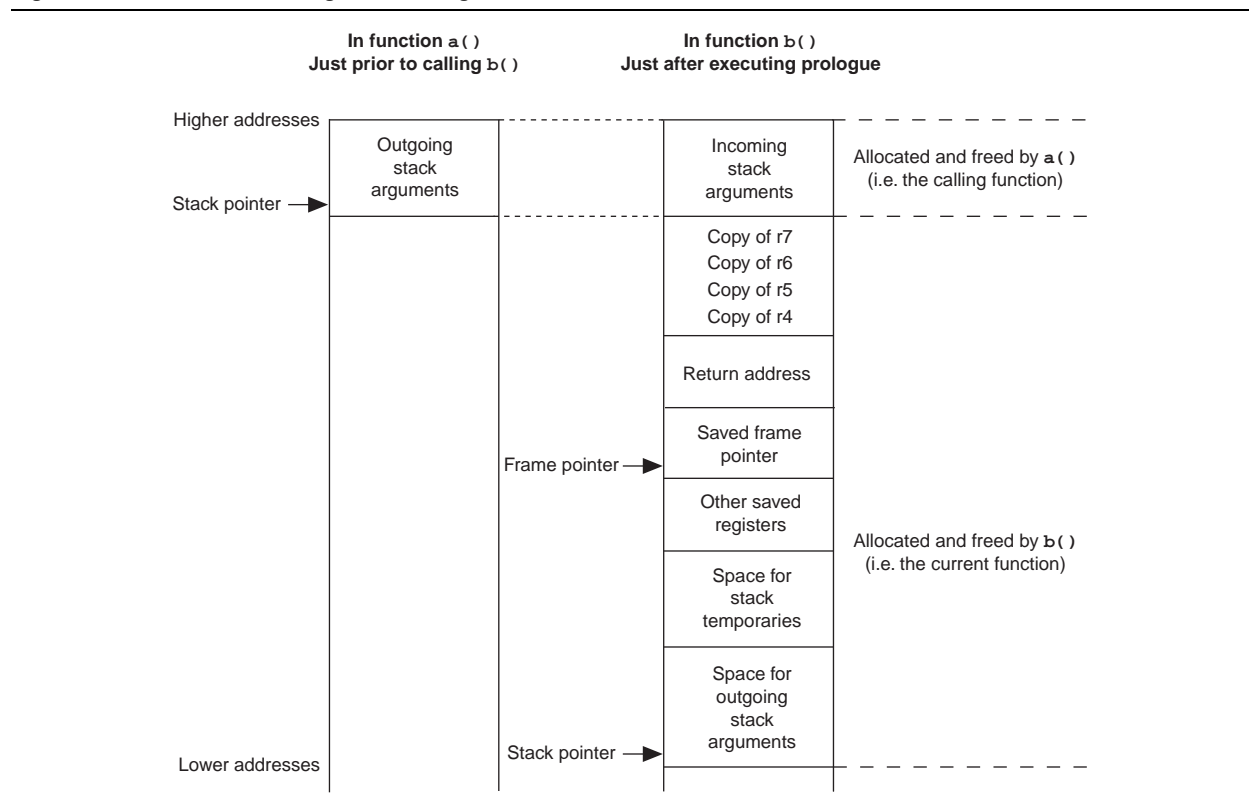 In function a()
Just prior to calling b()
In function b()
Just after executing prologue
Higher addresses
Outgoing
stack
arguments
Incoming
stack
arguments
Allocated and freed by a()
(i.e. the calling function)
Stack pointer
Copy of r7
Copy of r6
Copy of r5
Copy of r4
Return address
Saved frame
pointer
Frame pointer
Other saved
registers
Allocated and freed by b()
(i.e. the current function)
Space for
stack
temporaries
Space for
outgoing
stack
arguments
Stack pointer
Lower addresses